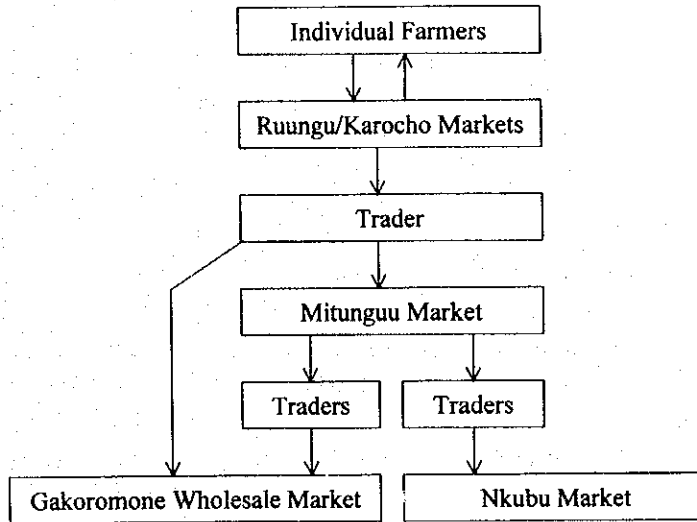 Individual Farmers
Ruungu/Karocho Markets
Trader
Mitunguu Market
Traders
Traders
Gakoromone Wholesale Market
Nkubu Market